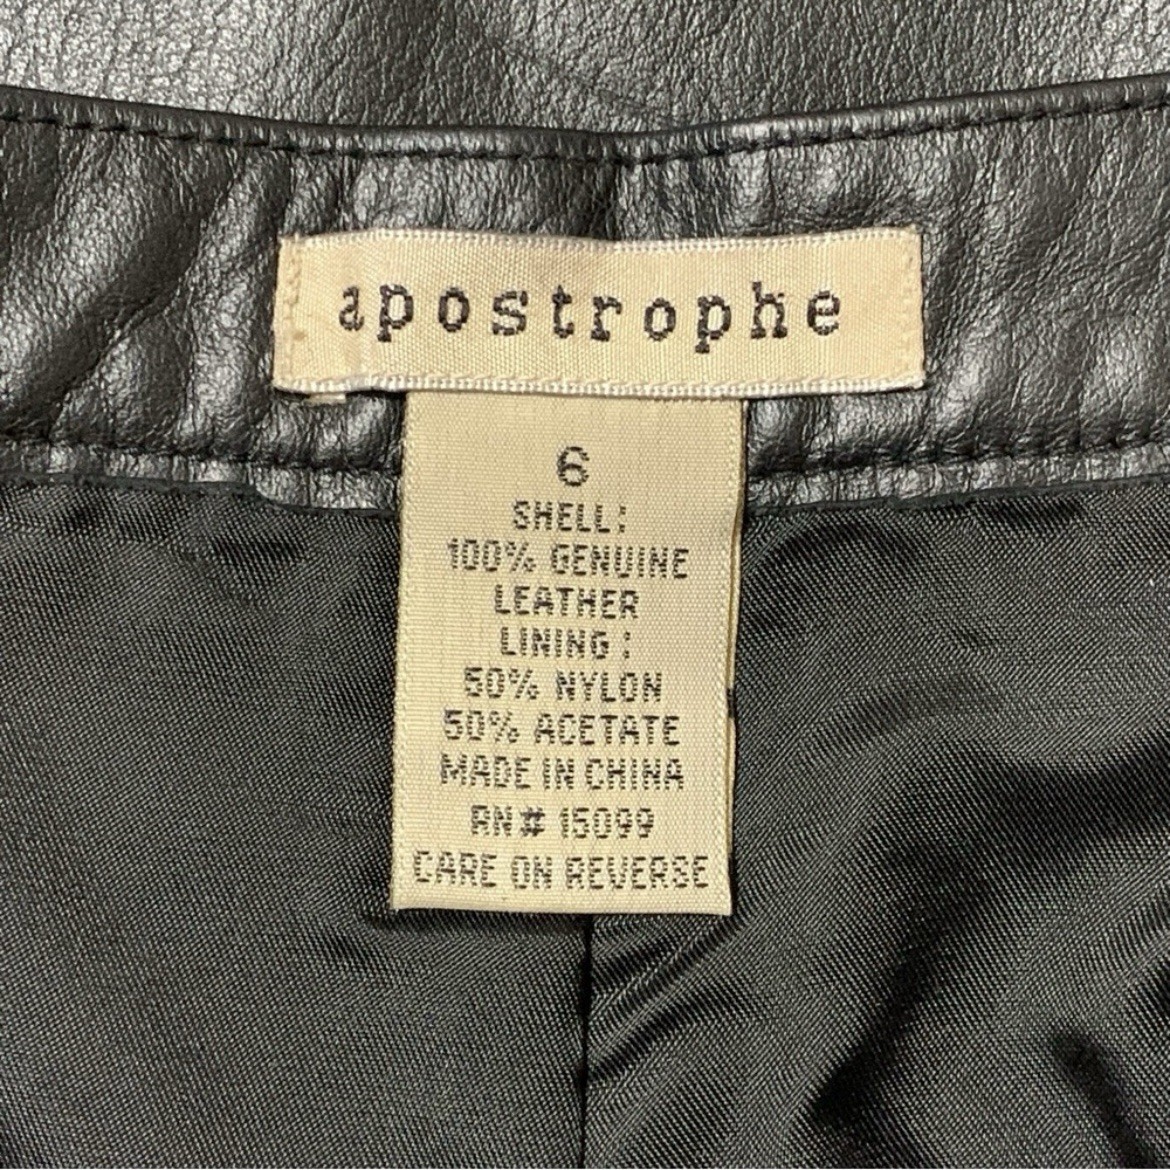 apostrophe
6
SHELL:
100% GENUINE
LEATHER
LINING:
50% NYLON
50% ACETATE
MADE IN CHINA
RN# 15099
CARE ON REVERSE